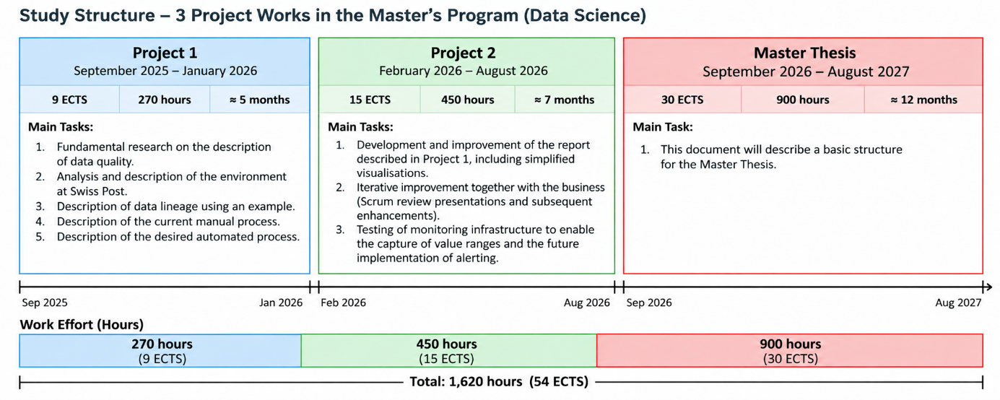 Study Structure – 3 Project Works in the Master’s Program (Data Science)
Project 1
September 2025 – January 2026
9 ECTS
270 hours
≈ 5 months
Main Tasks:
1. Fundamental research on the description
of data quality.
2. Analysis and description of the environment
at Swiss Post.
3. Description of data lineage using an example.
4. Description of the current manual process.
5. Description of the desired automated process.
Project 2
February 2026 – August 2026
15 ECTS
450 hours
≈ 7 months
Main Tasks:
1. Development and improvement of the report
described in Project 1, including simplified
visualisations.
2. Iterative improvement together with the business
(Scrum review presentations and subsequent
enhancements).
3. Testing of monitoring infrastructure to enable
the capture of value ranges and the future
implementation of alerting.
Master Thesis
September 2026 – August 2027
30 ECTS
900 hours
≈ 12 months
Main Task:
1. This document will describe a basic structure
for the Master Thesis.
Sep 2025
Jan 2026
Feb 2026
Aug 2026
Sep 2026
Aug 2027
Work Effort (Hours)
270 hours
(9 ECTS)
450 hours
(15 ECTS)
900 hours
(30 ECTS)
Total: 1,620 hours (54 ECTS)